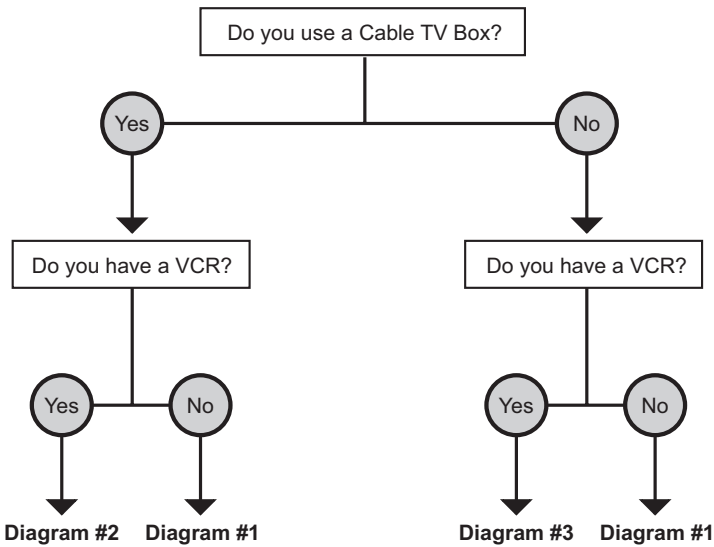 Do you use a Cable TV Box?
Yes
No
Do you have a VCR?
Do you have a VCR?
Yes
No
Yes
No
Diagram #2
Diagram #1
Diagram #3
Diagram #1